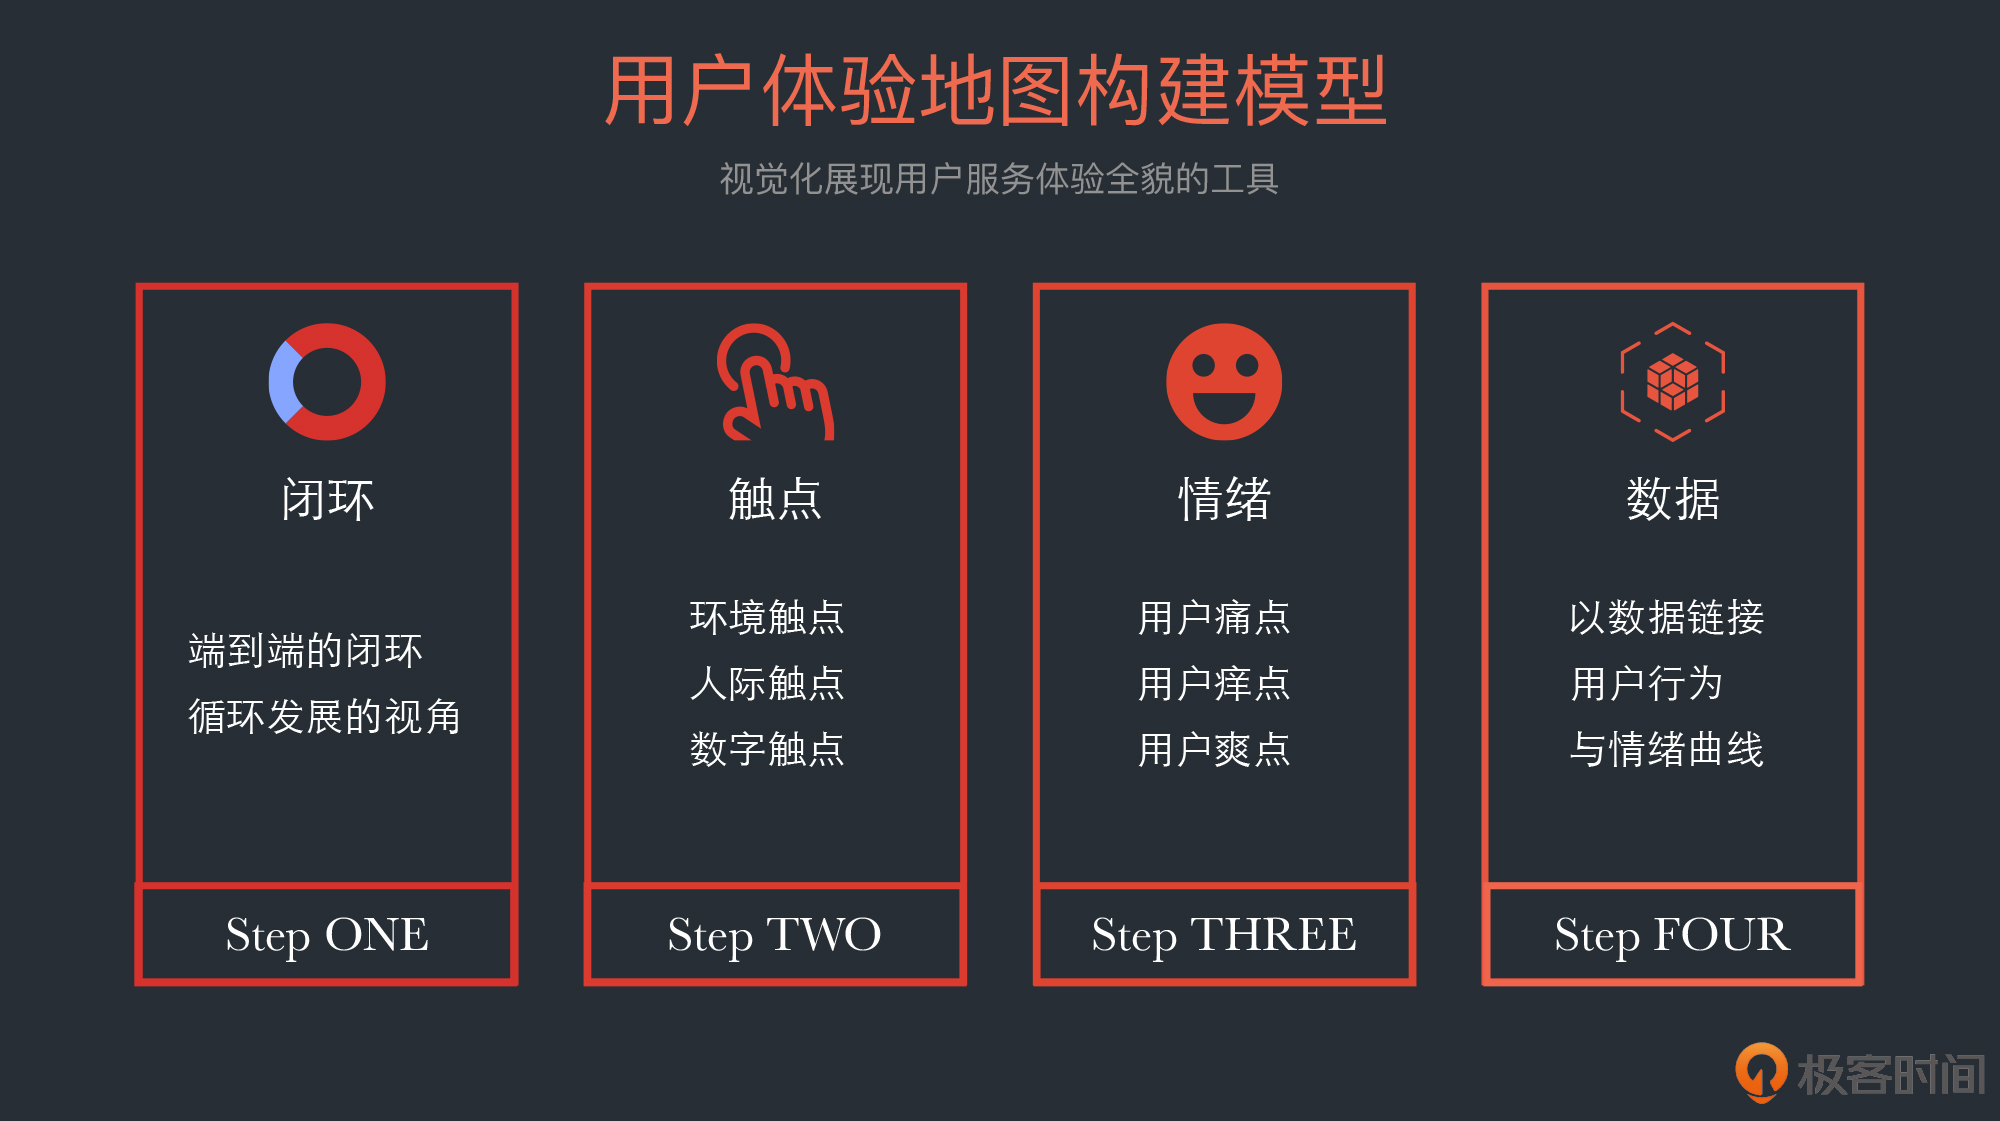 用户体验地图构建模型
视觉化展现用户服务体验全貌的工具
闭环
端到端的闭环
循环发展的视角
Step ONE
触点
环境触点
人际触点
数字触点
Step TWO
情绪
用户痛点
用户痒点
用户爽点
Step THREE
数据
以数据链接
用户行为
与情绪曲线
Step FOUR
极客时间